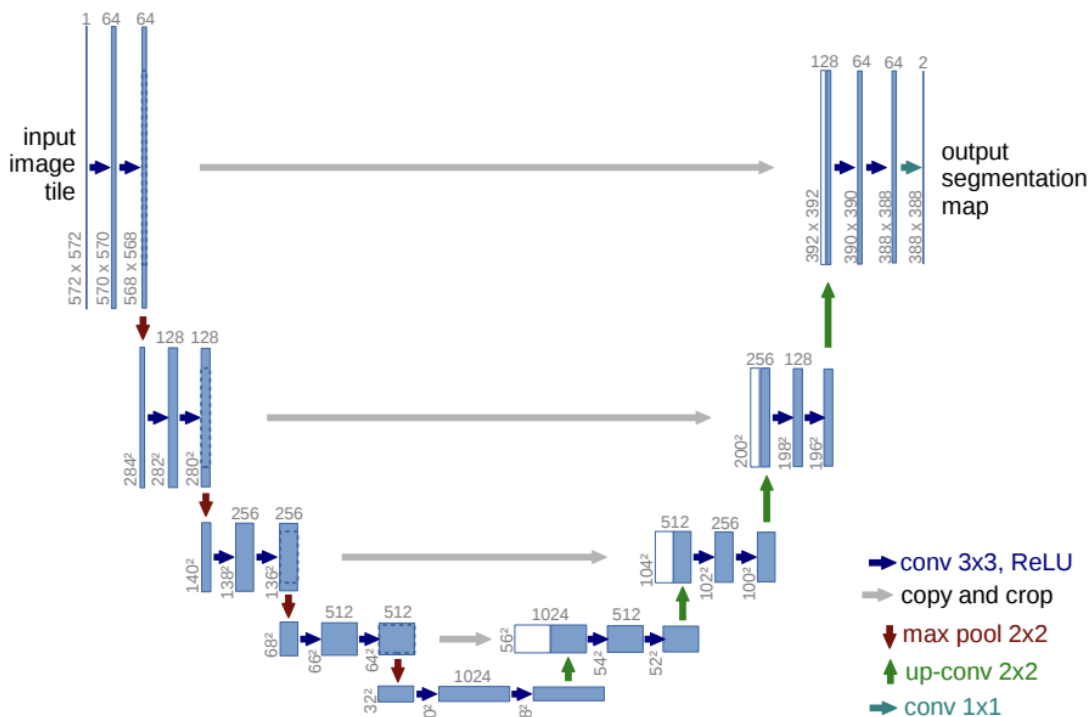 1 64 64
input
image
tile
572 x 572
570 x 570
568 x 568
128 64 64 2
output
segmentation
map
392 x 392
390 x 390
388 x 388
388 x 388
128 128
284²
282²
280²
256 128
200²
198²
196²
256 256
140²
138²
136²
512 256
104²
102²
100²
512 512
68²
66²
64²
1024 512
56²
54²
52²
1024
32²
0²
8²
conv 3x3, ReLU
copy and crop
max pool 2x2
up-conv 2x2
conv 1x1